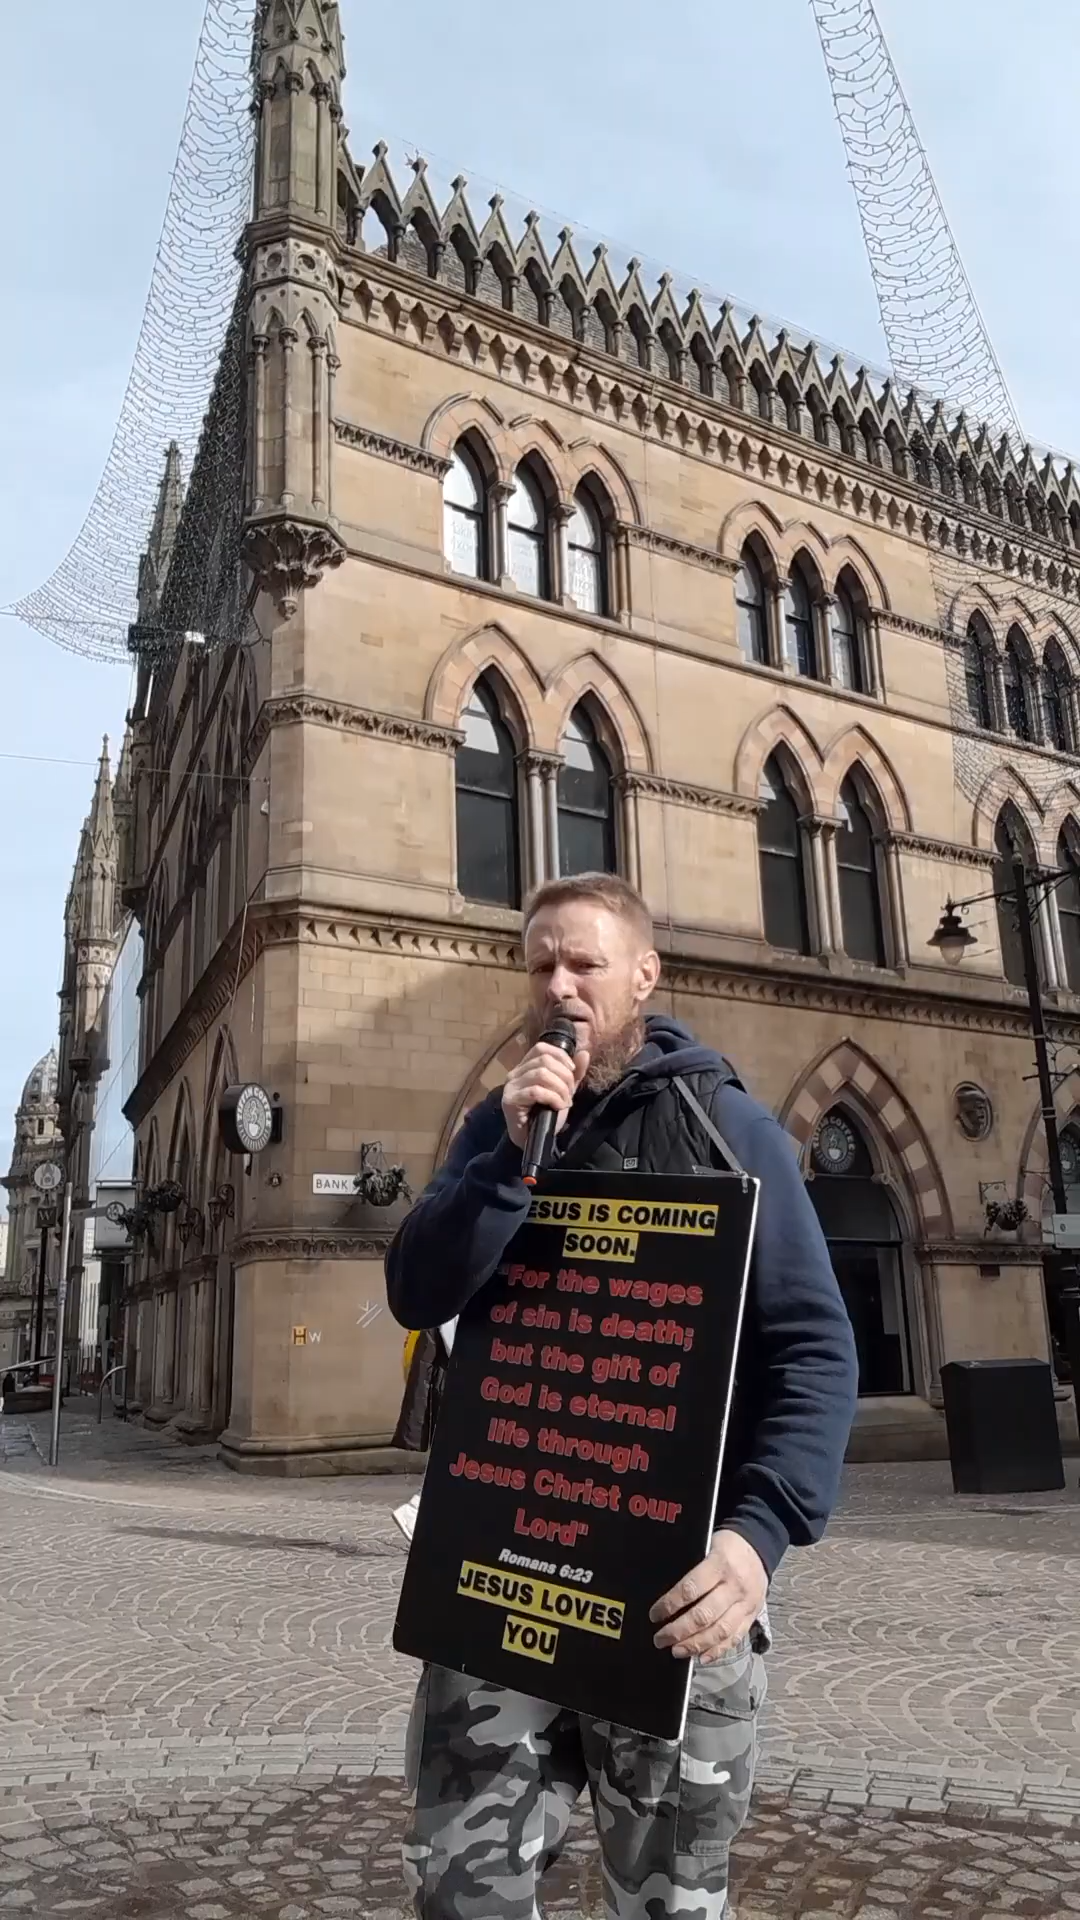 BANK
H W
ESUS IS COMING
SOON.
"For the wages
of sin is death;
but the gift of
God is eternal
life through
Jesus Christ our
Lord"
Romans 6:23
JESUS LOVES
YOU